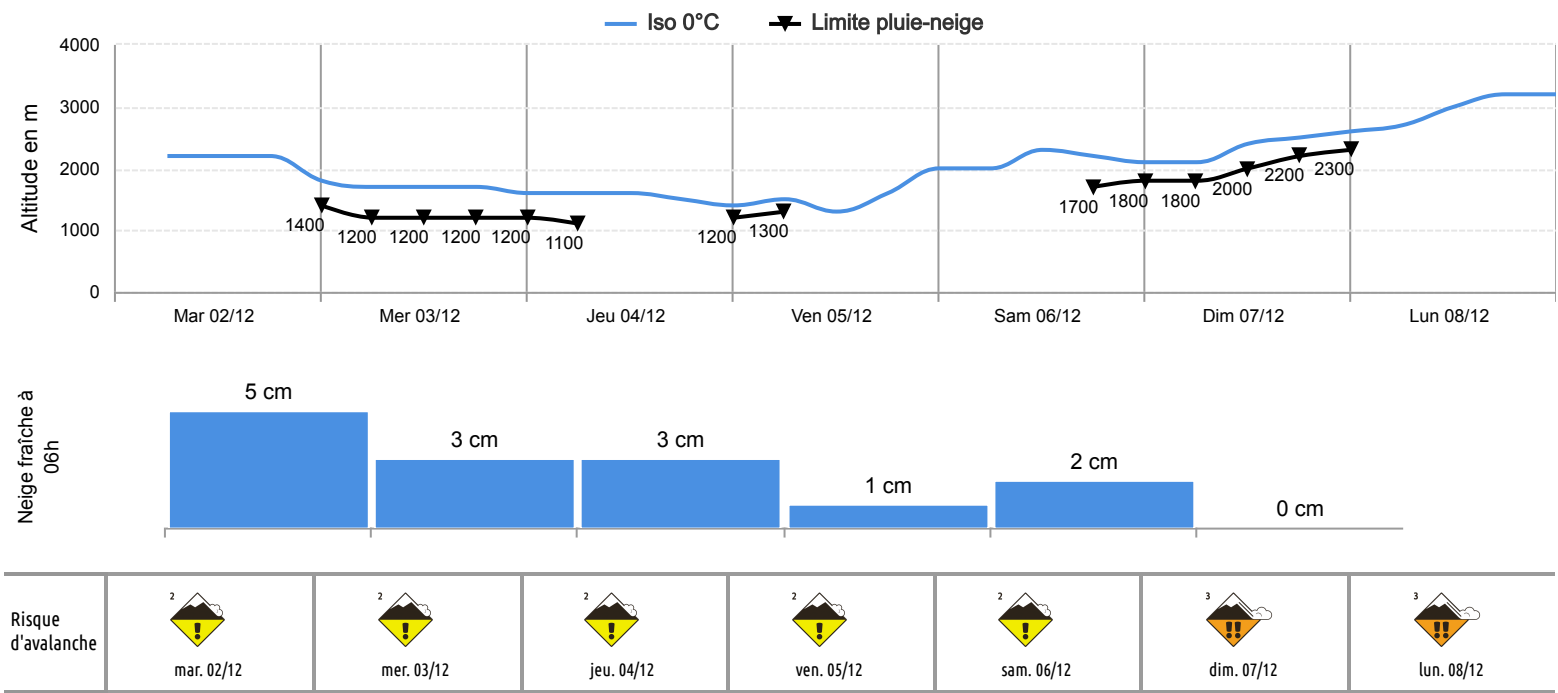 Iso 0°C Limite pluie-neige
Altitude en m
4000
3000
2000
1000
0
1400 1200 1200 1200 1200 1100 1200 1300 1700 1800 1800 2000 2200 2300
Mar 02/12 Mer 03/12 Jeu 04/12 Ven 05/12 Sam 06/12 Dim 07/12 Lun 08/12
Neige fraîche à
06h
5 cm 3 cm 3 cm 1 cm 2 cm 0 cm
Risque
d'avalanche
2 2 2 2 2 3 3
! ! ! ! ! !! !!
mar. 02/12 mer. 03/12 jeu. 04/12 ven. 05/12 sam. 06/12 dim. 07/12 lun. 08/12